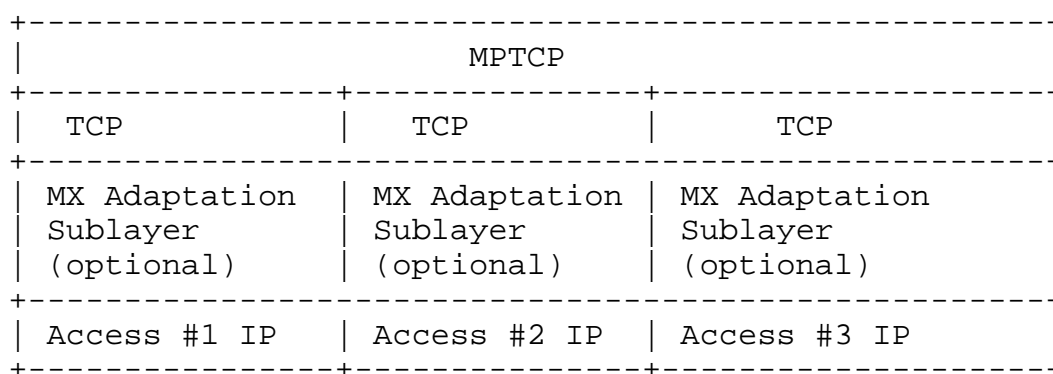 MPTCP
TCP TCP TCP
MX Adaptation MX Adaptation MX Adaptation
Sublayer Sublayer Sublayer
(optional) (optional) (optional)
Access #1 IP Access #2 IP Access #3 IP